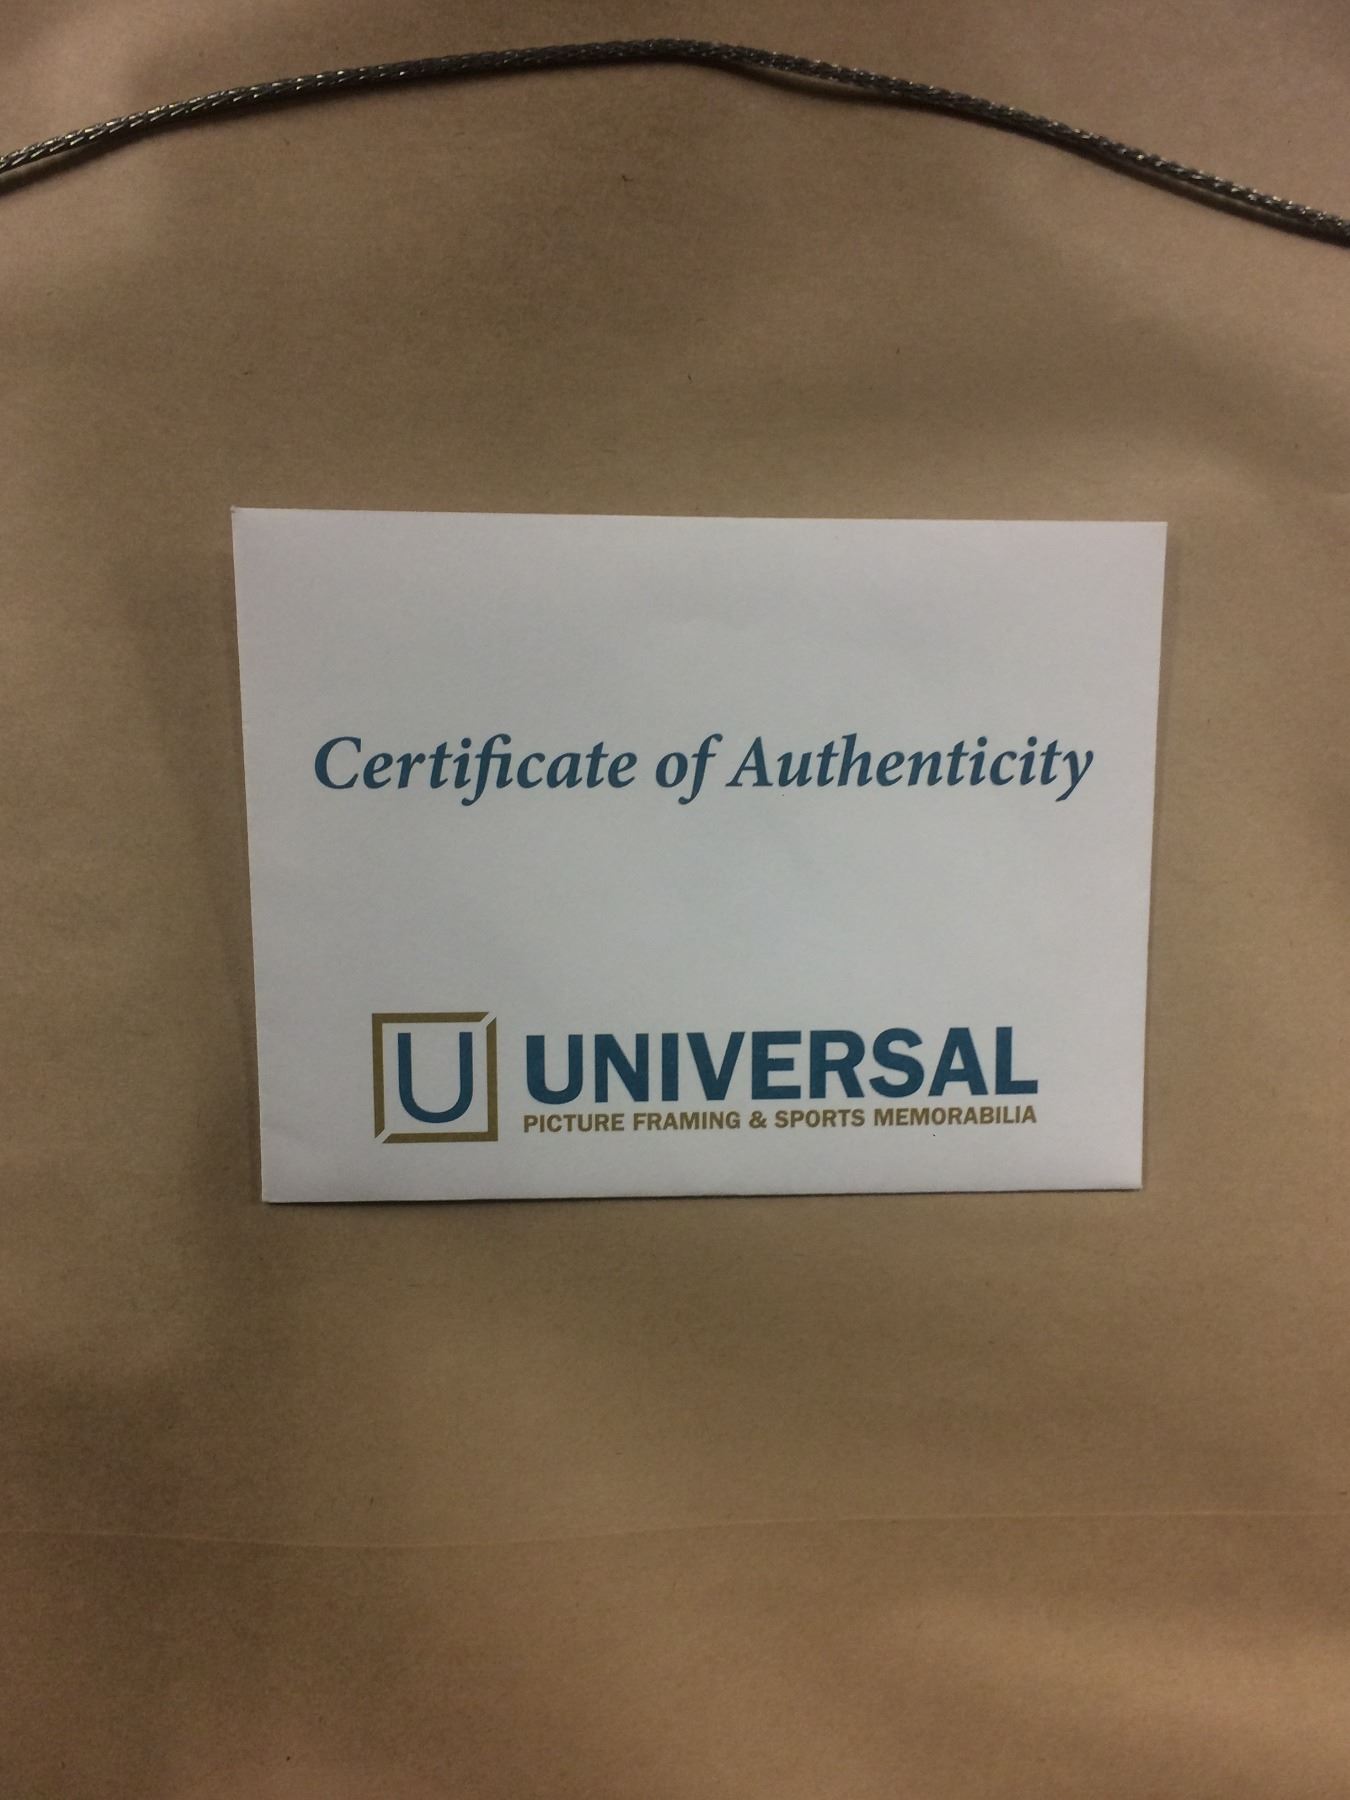 Certificate of Authenticity
U UNIVERSAL
PICTURE FRAMING & SPORTS MEMORABILIA